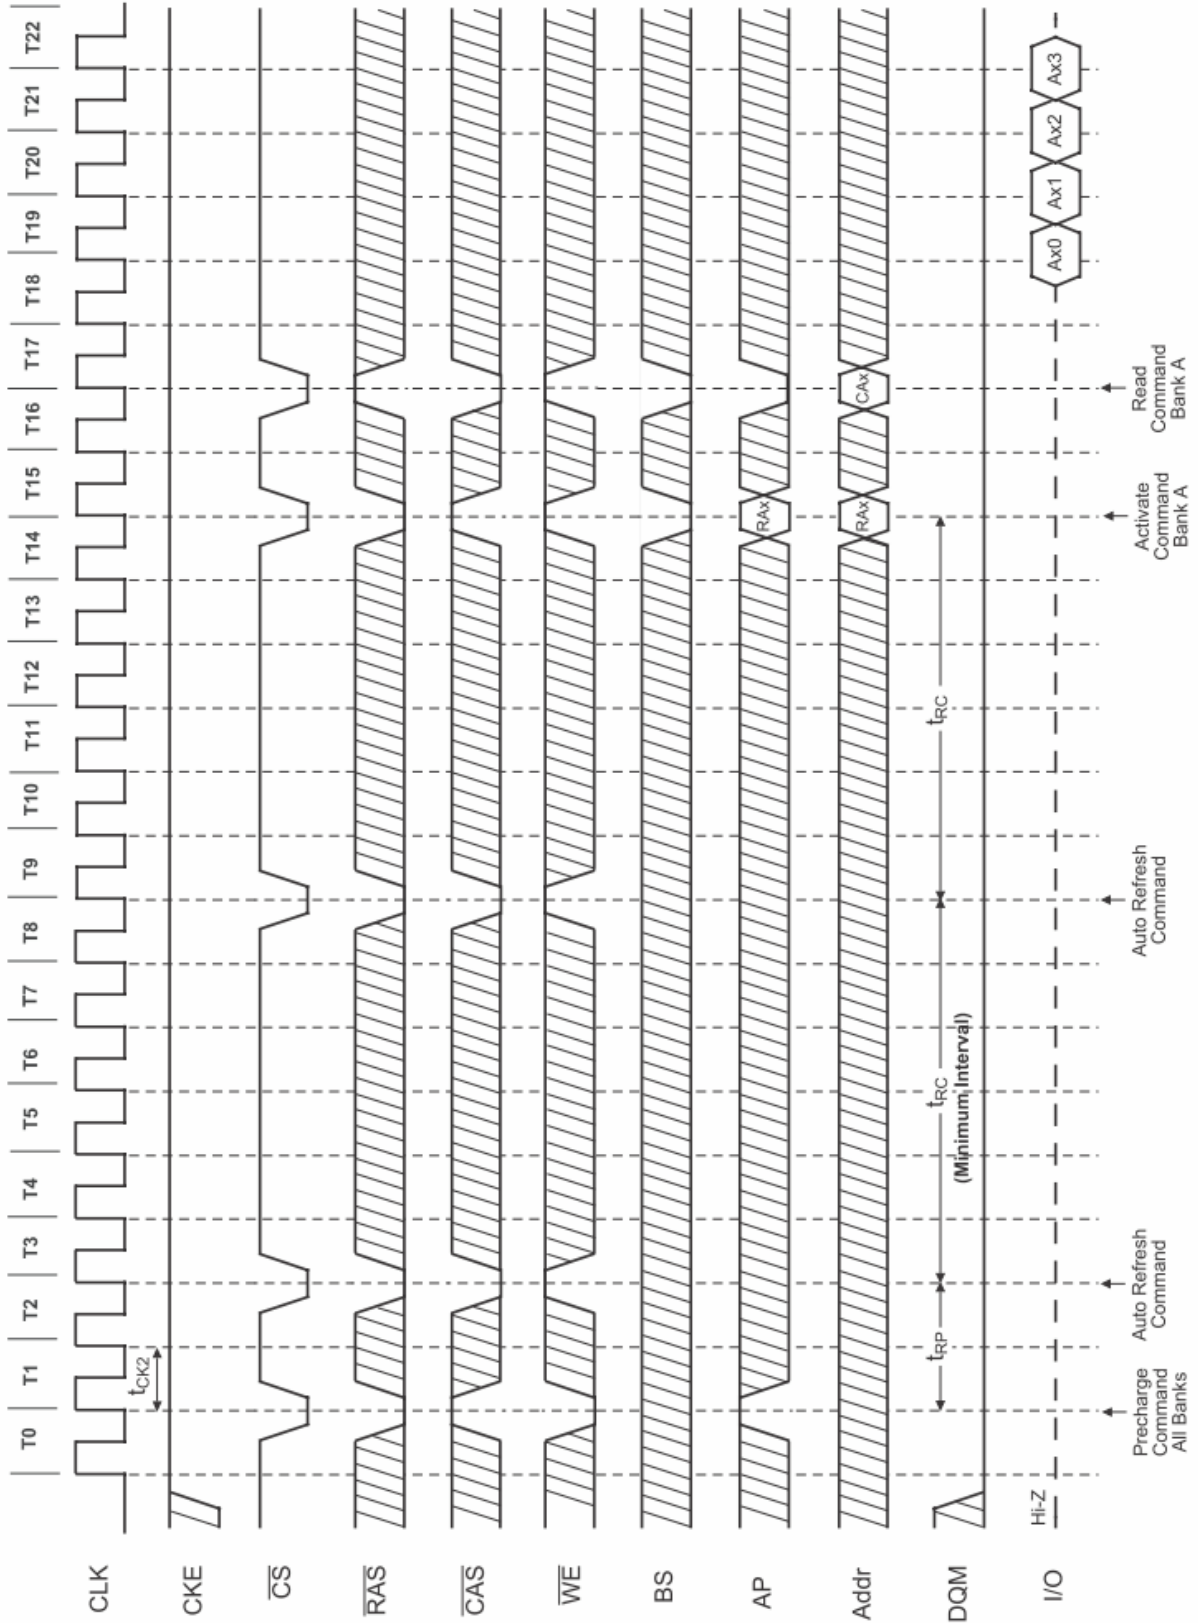 T0 T1 T2 T3 T4 T5 T6 T7 T8 T9 T10 T11 T12 T13 T14 T15 T16 T17 T18 T19 T20 T21 T22
CLK
tCK2
CKE
CS
RAS
CAS
WE
BS
AP
RAx
Addr
RAx CAx
DQM
tRP tRC tRC
(Minimum Interval)
I/O
Hi-Z
Ax0 Ax1 Ax2 Ax3
Precharge
Command
All Banks
Auto Refresh
Command
Auto Refresh
Command
Activate
Command
Bank A
Read
Command
Bank A